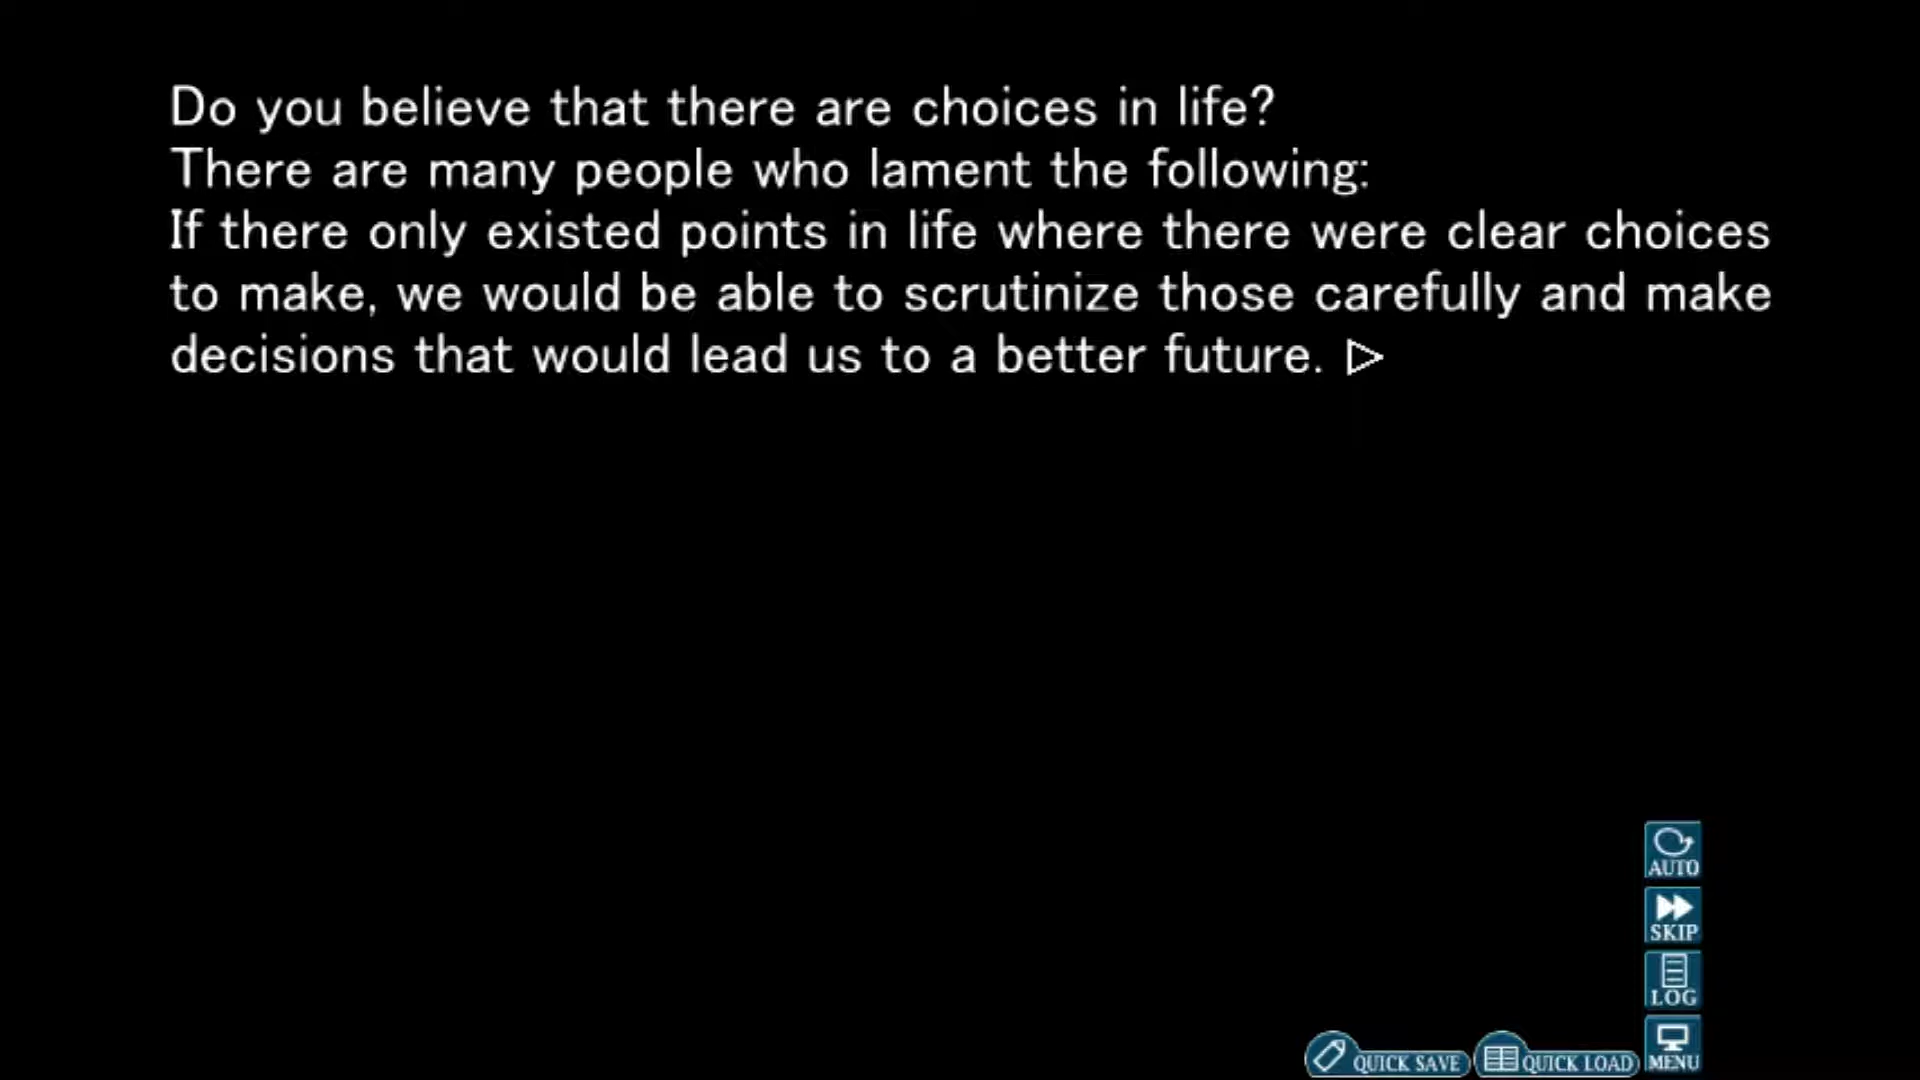 Do you believe that there are choices in life?
There are many people who lament the following:
If there only existed points in life where there were clear choices
to make, we would be able to scrutinize those carefully and make
decisions that would lead us to a better future.
AUTO
SKIP
LOG
MENU
QUICK SAVE
QUICK LOAD